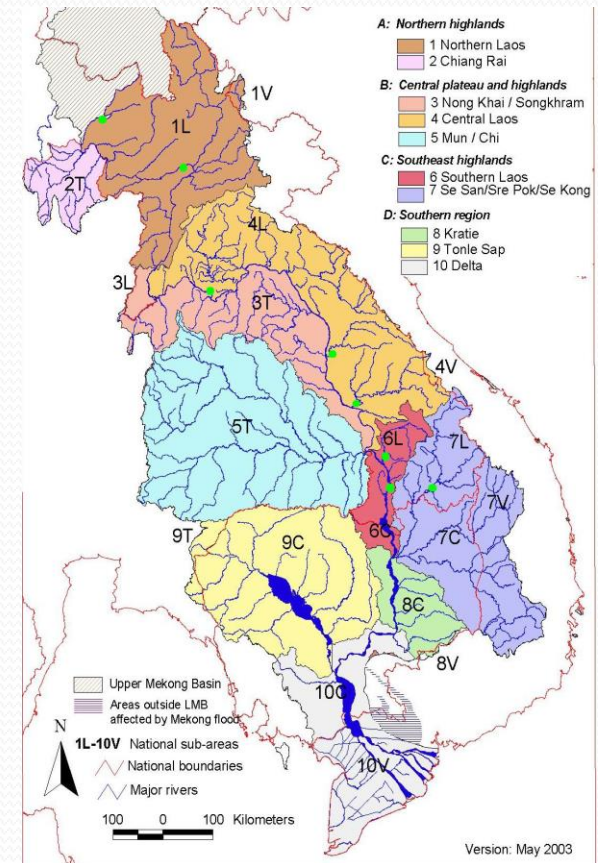 A: Northern highlands
1 Northern Laos
2 Chiang Rai
B: Central plateau and highlands
3 Nong Khai / Songkhram
4 Central Laos
5 Mun / Chi
C: Southeast highlands
6 Southern Laos
7 Se San/Sre Pok/Se Kong
D: Southern region
8 Kratie
9 Tonle Sap
10 Delta
1V
1L
2T
4L
3L
3T
4V
5T
6L
7L
7V
9T
9C
6C
7C
8C
8V
10C
10V
Upper Mekong Basin
Areas outside LMB
affected by Mekong flood
N
1L-10V National sub-areas
National boundaries
Major rivers
100 0 100 Kilometers
Version: May 2003